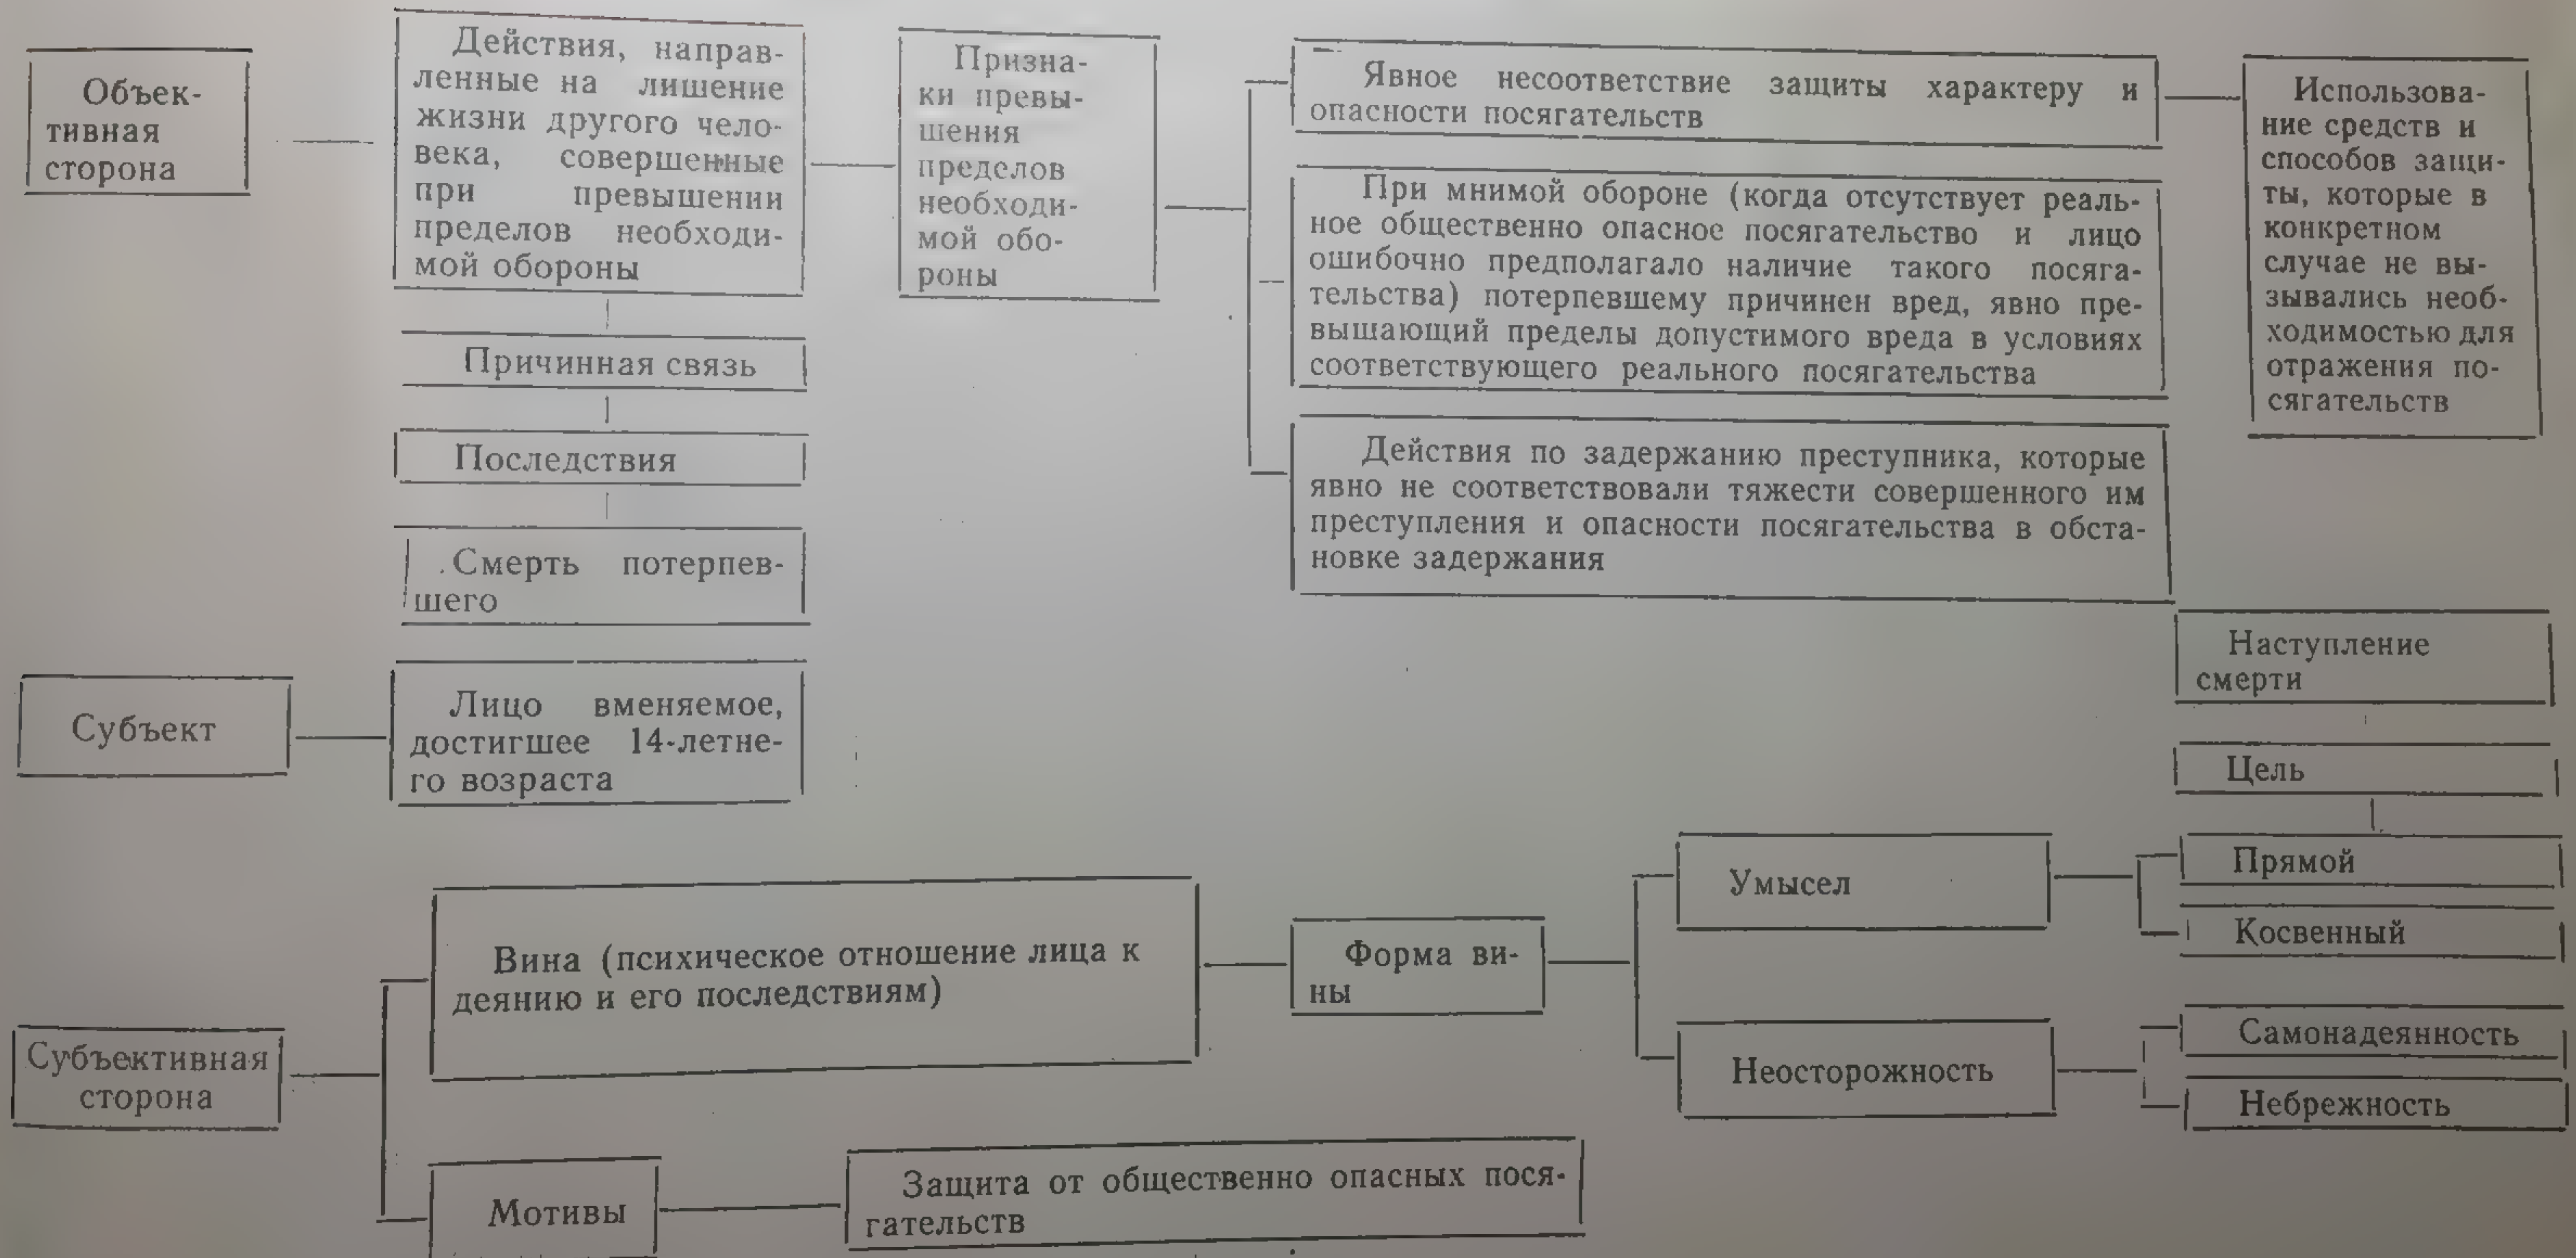 Объек-
тивная
сторона
Действия, направ-
ленные на лишение
жизни другого чело-
века, совершенные
при превышении
пределов необходи-
мой обороны
Призна-
ки превы-
шения
пределов
необходи-
мой обо-
роны
Явное несоответствие защиты характеру и
опасности посягательств
Использова-
ние средств и
способов защи-
ты, которые в
конкретном
случае не вы-
зывались необ-
ходимостью для
отражения по-
сягательств
При мнимой обороне (когда отсутствует реаль-
ное общественно опасное посягательство и лицо
ошибочно предполагало наличие такого посяга-
тельства) потерпевшему причинен вред, явно пре-
вышающий пределы допустимого вреда в условиях
соответствующего реального посягательства
Действия по задержанию преступника, которые
явно не соответствовали тяжести совершенного им
преступления и опасности посягательства в обста-
новке задержания
Причинная связь
Последствия
Смерть потерпев-
шего
Субъект
Лицо вменяемое,
достигшее 14-летне-
го возраста
Наступление
смерти
Цель
Субъективная
сторона
Вина (психическое отношение лица к
деянию и его последствиям)
Форма ви-
ны
Умысел
Прямой
Косвенный
Неосторожность
Самонадеянность
Небрежность
Мотивы
Защита от общественно опасных пося-
гательств